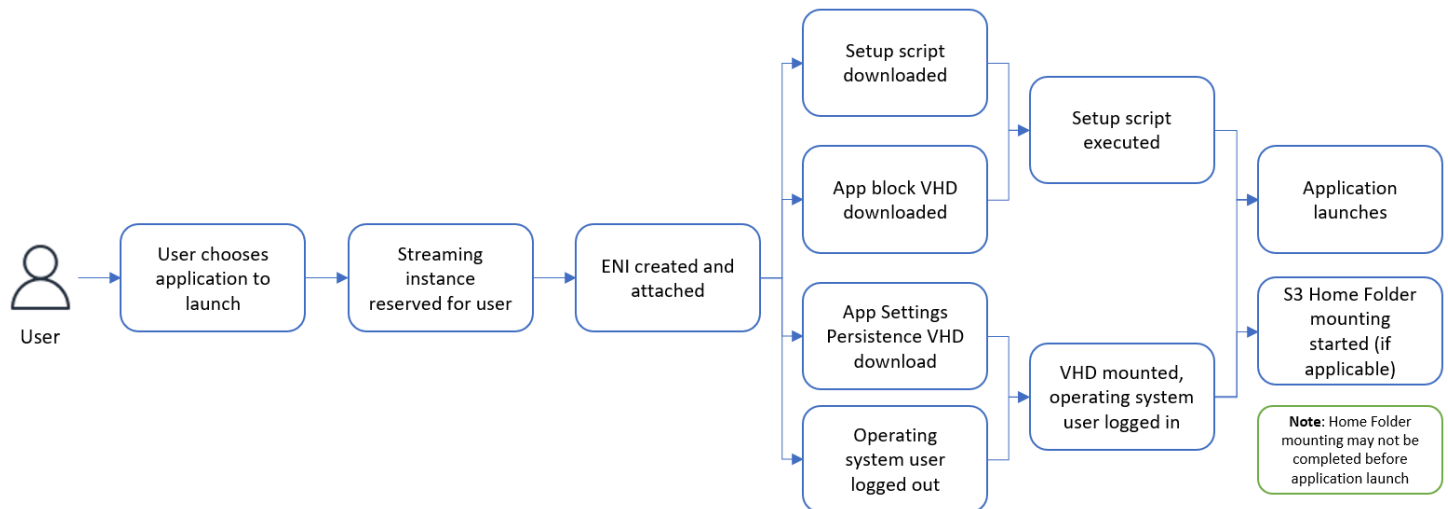 User
User chooses
application to
launch
Streaming
instance
reserved for user
ENI created and
attached
Setup script
downloaded
App block VHD
downloaded
App Settings
Persistence VHD
download
Operating
system user
logged out
Setup script
executed
VHD mounted,
operating system
user logged in
Application
launches
S3 Home Folder
mounting
started (if
applicable)
Note: Home Folder
mounting may not be
completed before
application launch